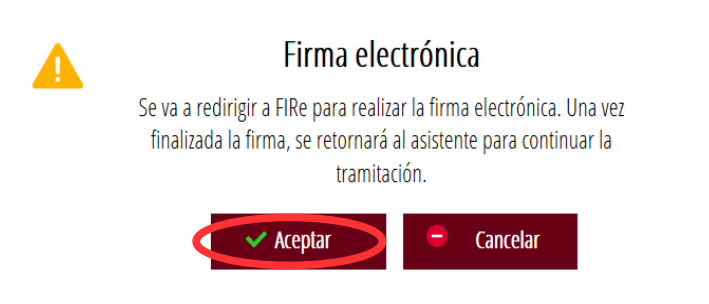 Firma electrónica
Se va a redirigir a FIRe para realizar la firma electrónica. Una vez
finalizada la firma, se retornará al asistente para continuar la
tramitación.
Aceptar
Cancelar